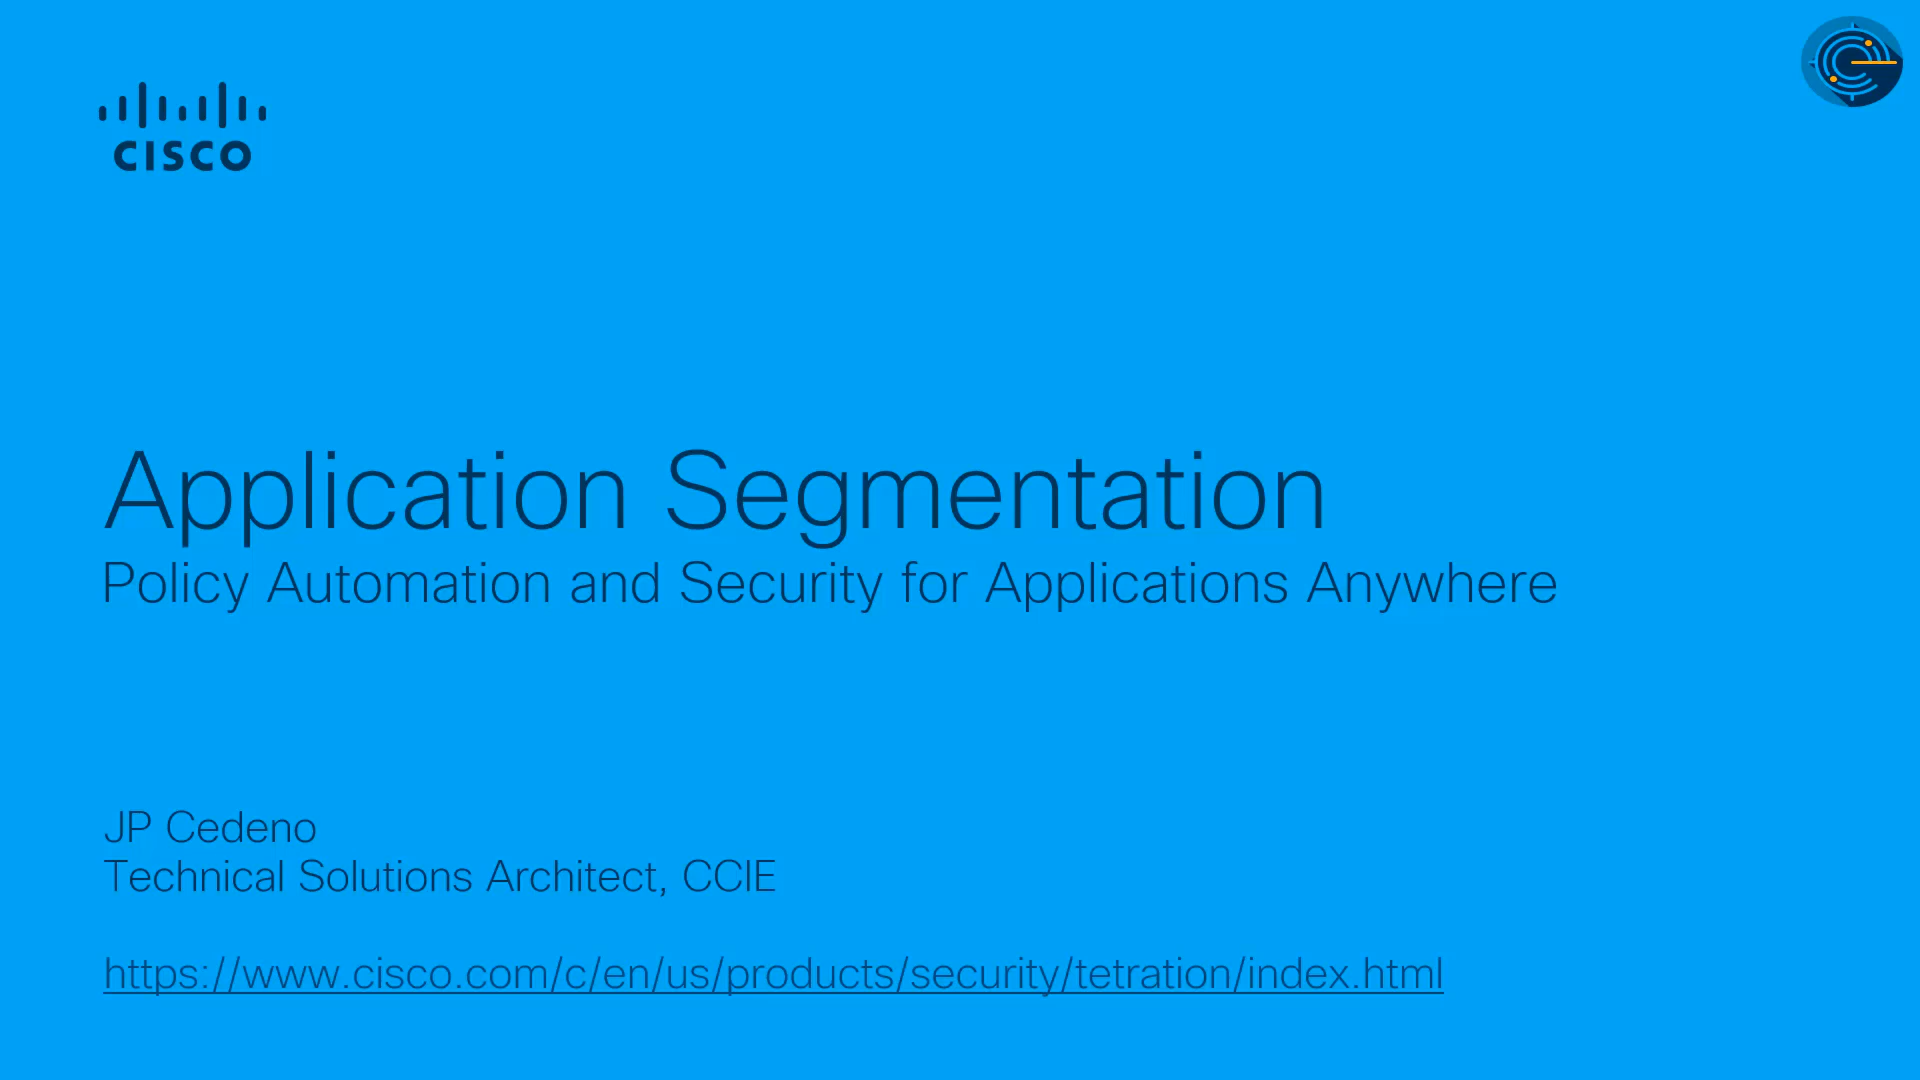 CISCO
Application Segmentation
Policy Automation and Security for Applications Anywhere
JP Cedeno
Technical Solutions Architect, CCIE
https://www.cisco.com/c/en/us/products/security/tetration/index.html